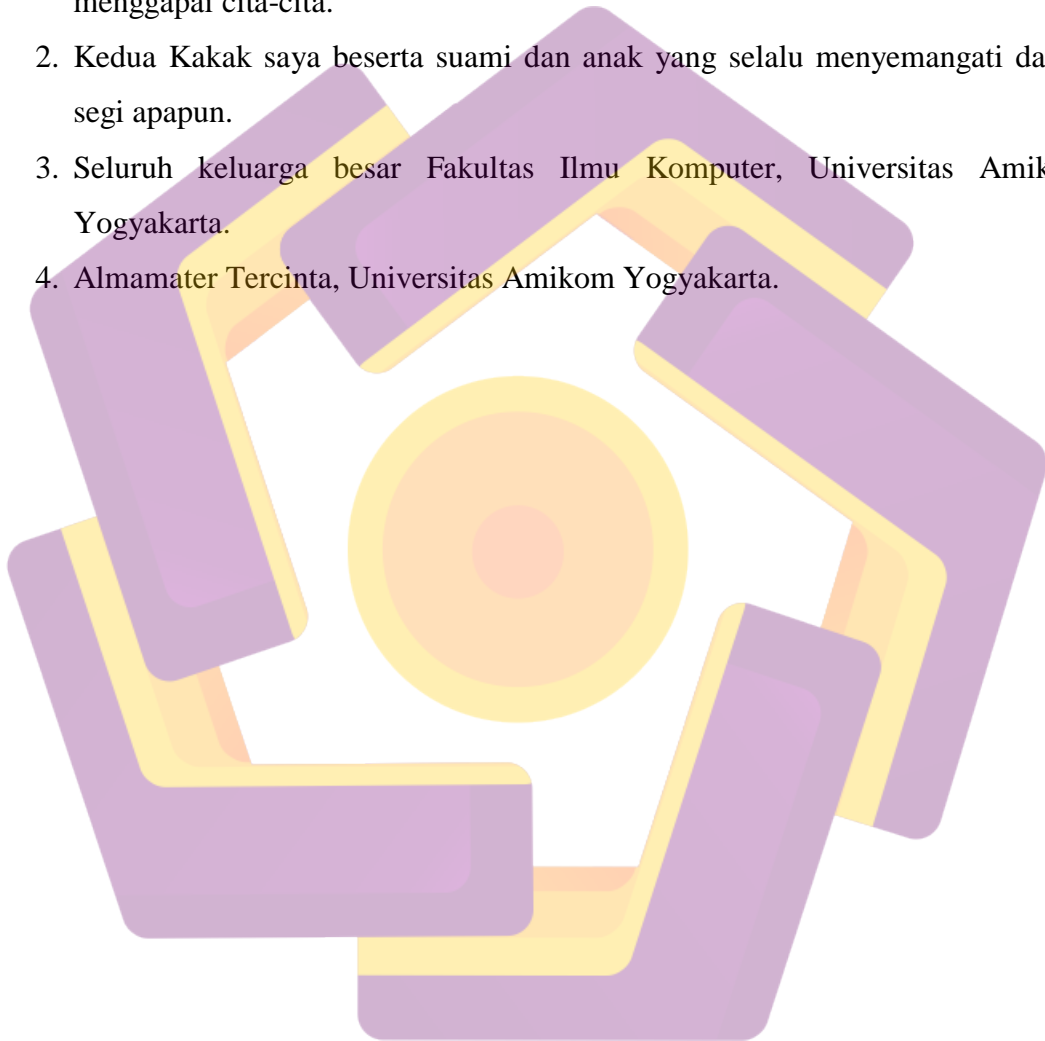 menggapai cita-cita.
2. Kedua Kakak saya beserta suami dan anak yang selalu menyemangati da
segi apapun.
3. Seluruh keluarga besar Fakultas Ilmu Komputer, Universitas Amik
Yogyakarta.
4. Almamater Tercinta, Universitas Amikom Yogyakarta.